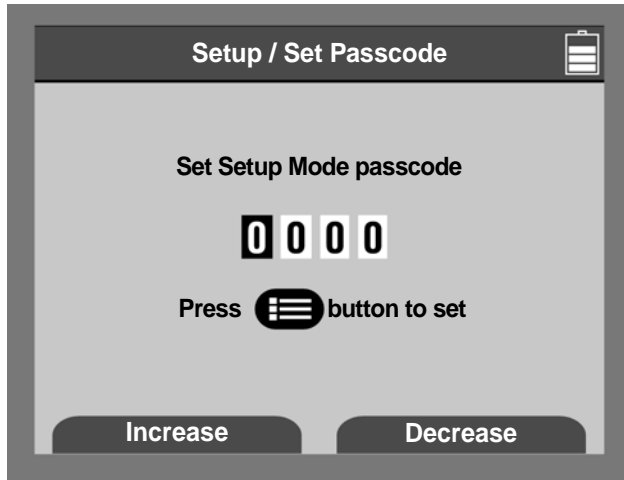 Setup / Set Passcode
Set Setup Mode passcode
0 0 0 0
Press button to set
Increase Decrease